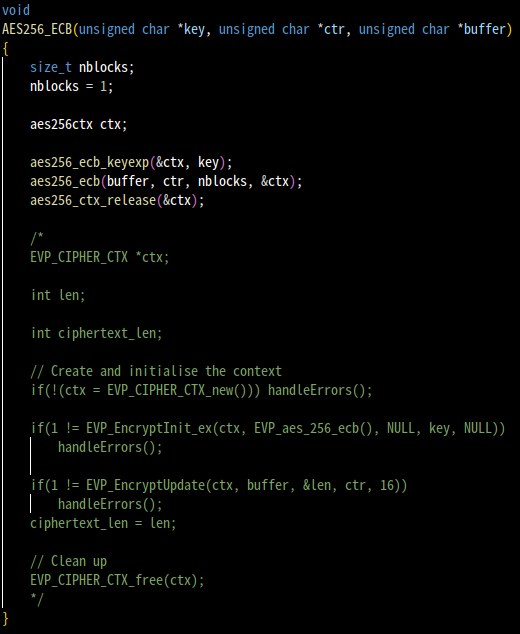 void
AES256_ECB(unsigned char *key, unsigned char *ctr, unsigned char *buffer)
{
    size_t nblocks;
    nblocks = 1;

    aes256ctx ctx;

    aes256_ecb_keyexp(&ctx, key);
    aes256_ecb(buffer, ctr, nblocks, &ctx);
    aes256_ctx_release(&ctx);

    /*
    EVP_CIPHER_CTX *ctx;

    int len;

    int ciphertext_len;

    // Create and initialise the context
    if(!(ctx = EVP_CIPHER_CTX_new())) handleErrors();

    if(1 != EVP_EncryptInit_ex(ctx, EVP_aes_256_ecb(), NULL, key, NULL))
        handleErrors();

    if(1 != EVP_EncryptUpdate(ctx, buffer, &len, ctr, 16))
        handleErrors();
    ciphertext_len = len;

    // Clean up
    EVP_CIPHER_CTX_free(ctx);
    */
}